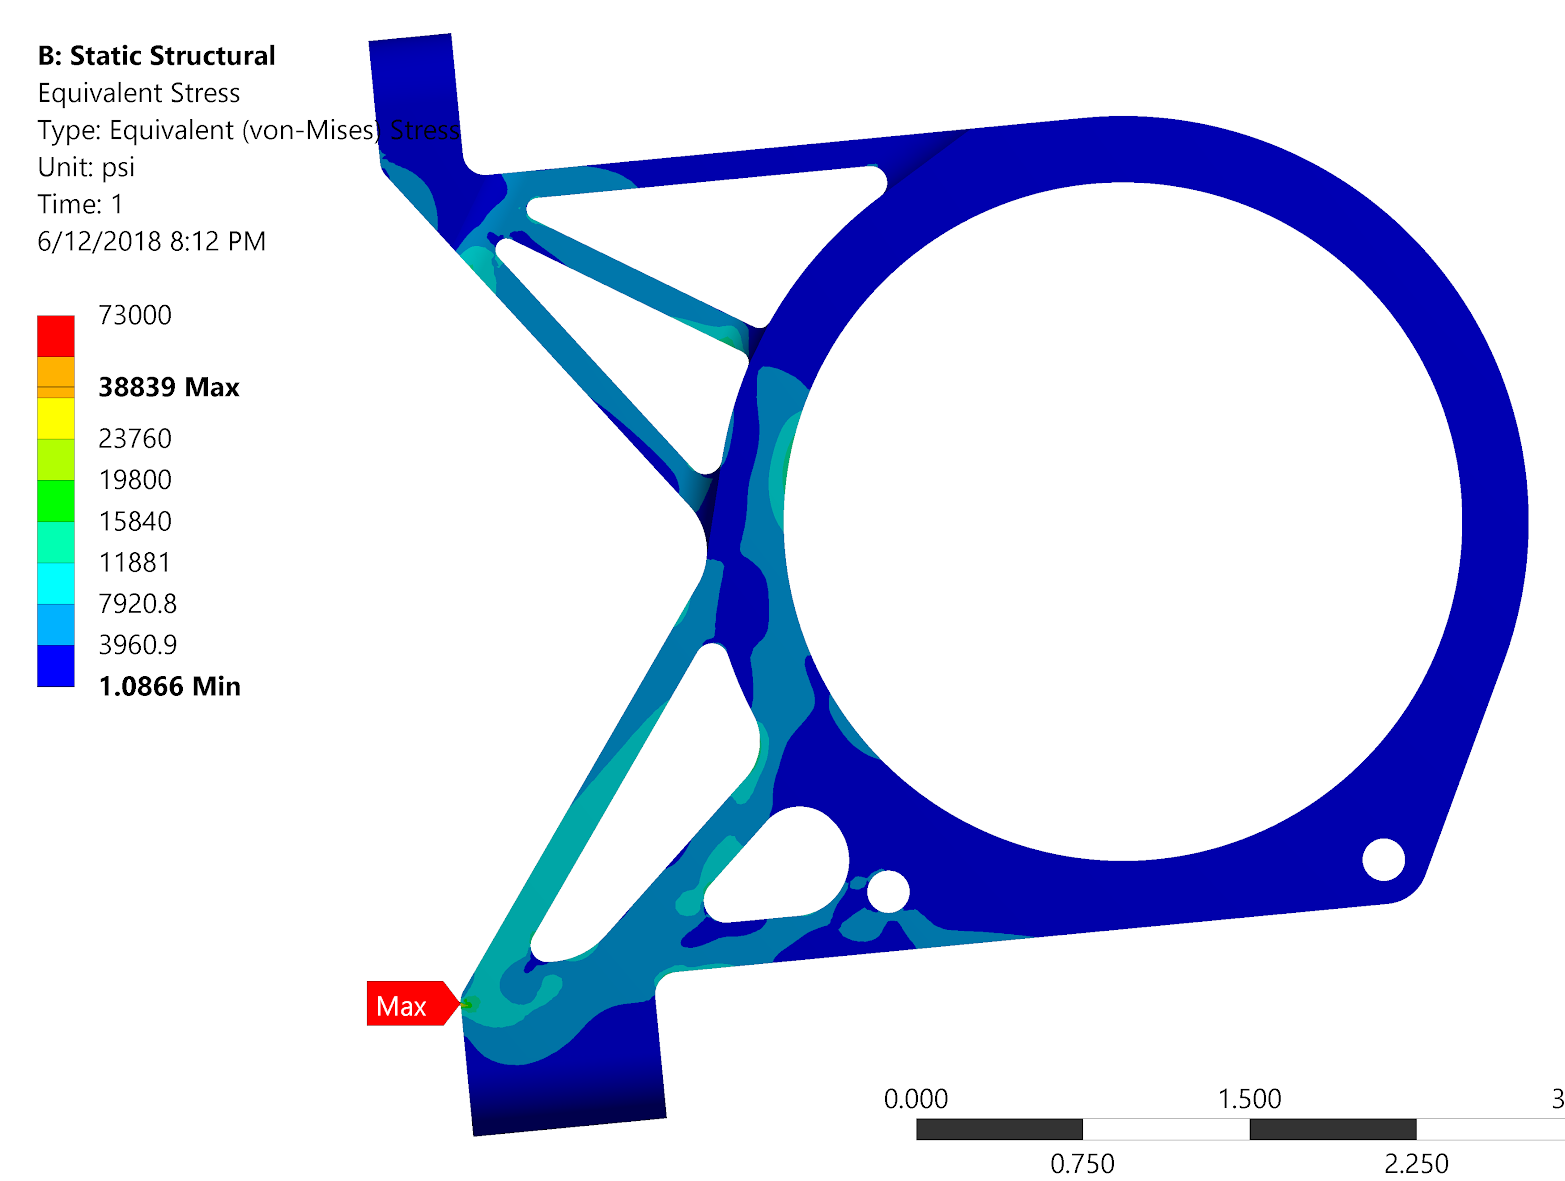 B: Static Structural
Equivalent Stress
Type: Equivalent (von-Mises) Stress
Unit: psi
Time: 1
6/12/2018 8:12 PM
73000
38839 Max
23760
19800
15840
11881
7920.8
3960.9
1.0866 Min
Max
0.000 1.500 3
0.750 2.250